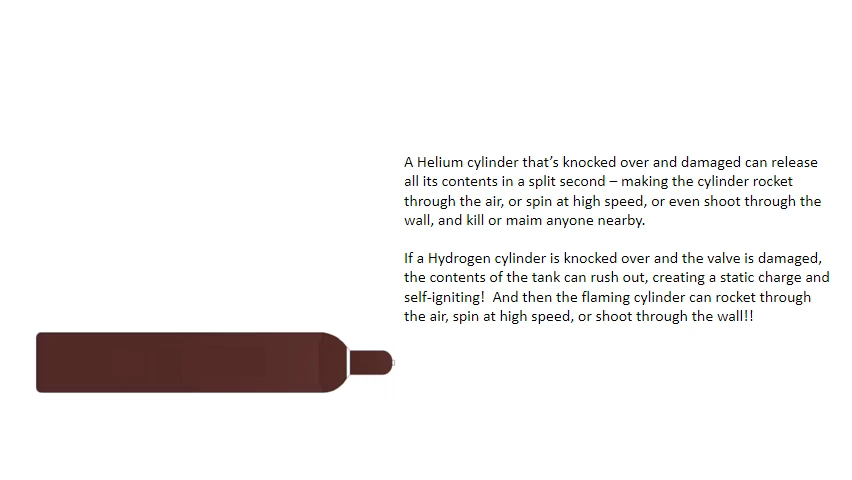 A Helium cylinder that’s knocked over and damaged can release
all its contents in a split second – making the cylinder rocket
through the air, or spin at high speed, or even shoot through the
wall, and kill or maim anyone nearby.
If a Hydrogen cylinder is knocked over and the valve is damaged,
the contents of the tank can rush out, creating a static charge and
self-igniting!  And then the flaming cylinder can rocket through
the air, spin at high speed, or shoot through the wall!!